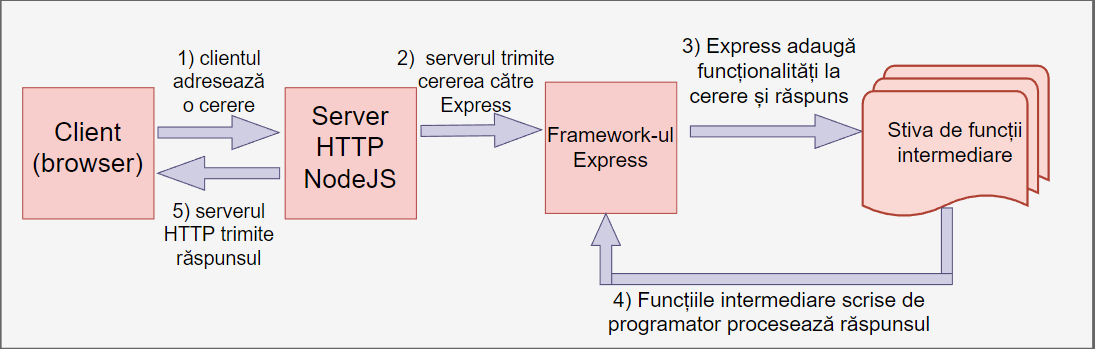 1) clientul
adresează
o cerere
2) serverul trimite
cererea către
Express
3) Express adaugă
funcționalități la
cerere și răspuns
Client
(browser)
Server
HTTP
NodeJS
Framework-ul
Express
Stiva de funcții
intermediare
5) serverul
HTTP trimite
răspunsul
4) Funcțiile intermediare scrise de
programator procesează răspunsul